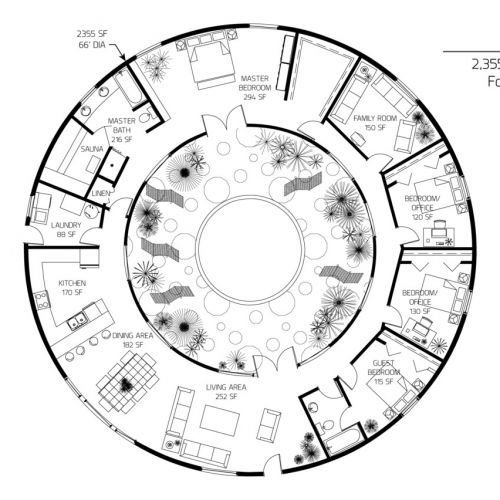 2355 SF
66' DIA
2,355
Fo
MASTER
BEDROOM
294 SF
FAMILY ROOM
150 SF
MASTER
BATH
216 SF
SAUNA
LINEN
BEDROOM/
OFFICE
120 SF
LAUNDRY
88 SF
KITCHEN
170 SF
BEDROOM/
OFFICE
130 SF
DINING AREA
182 SF
GUEST
BEDROOM
115 SF
LIVING AREA
252 SF